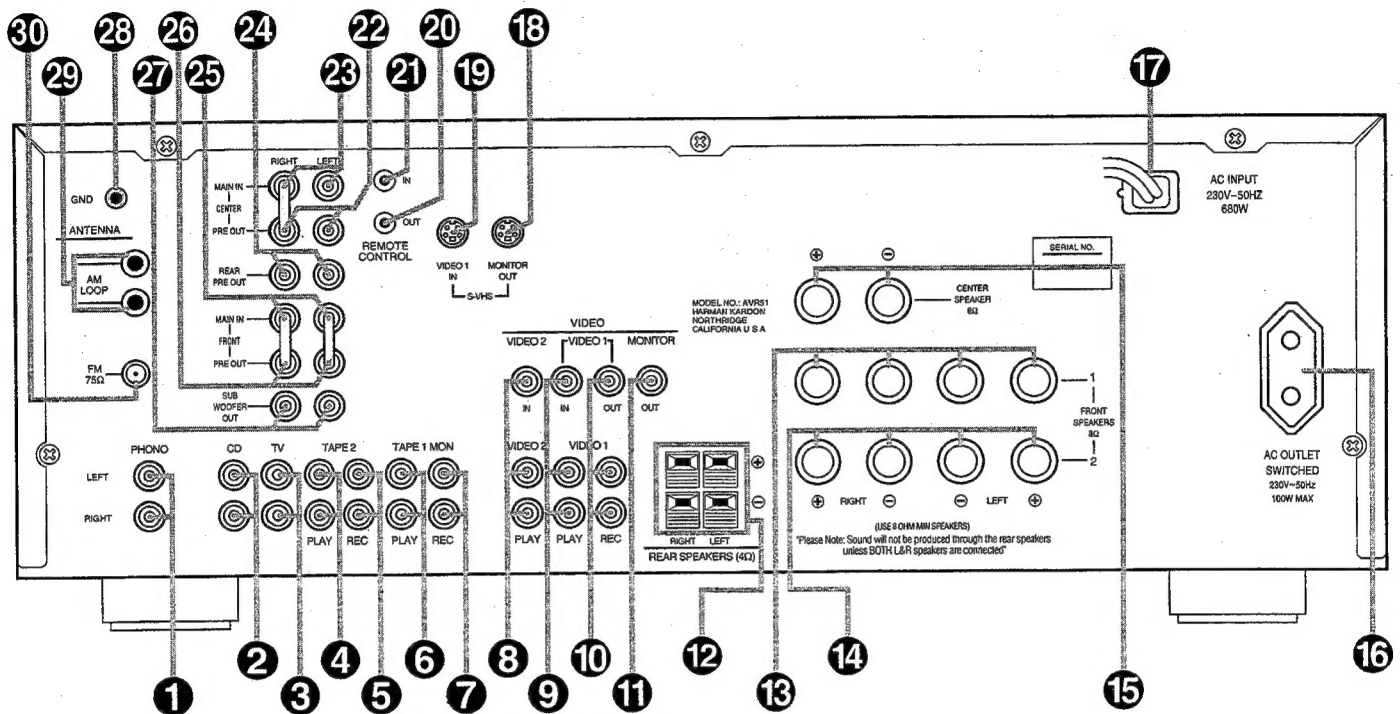 30 28 26 24 22 20 18
29 27 25 23 21 19 17
RIGHT LEFT
MAIN IN
CENTER
PRE OUT
IN
OUT
REMOTE
CONTROL
GND
ANTENNA
AM
LOOP
FM
75Ω
REAR
PRE OUT
MAIN IN
FRONT
PRE OUT
SUB
WOOFER
OUT
VIDEO 1
IN
MONITOR
OUT
S-VHS
AC INPUT
230V~50HZ
680W
SERIAL NO.
MODEL NO.: AVR51
HARMAN KARDON
NORTHRIDGE
CALIFORNIA U S A
⊕ ⊖
CENTER
SPEAKER
8Ω
VIDEO
VIDEO 2 VIDEO 1 MONITOR
IN IN OUT OUT
1
FRONT
SPEAKERS
8Ω
2
⊕ RIGHT ⊖ ⊖ LEFT ⊕
(USE 8 OHM MIN SPEAKERS)
"Please Note: Sound will not be produced through the rear speakers
unless BOTH L&R speakers are connected"
AC OUTLET
SWITCHED
230V~50Hz
100W MAX
PHONO CD TV TAPE 2 TAPE 1 MON VIDEO 2 VIDEO 1
LEFT
RIGHT
PLAY REC PLAY REC PLAY PLAY REC
⊕
⊖
RIGHT LEFT
REAR SPEAKERS (4Ω)
2 4 6 8 10 12 14 16
1 3 5 7 9 11 13 15